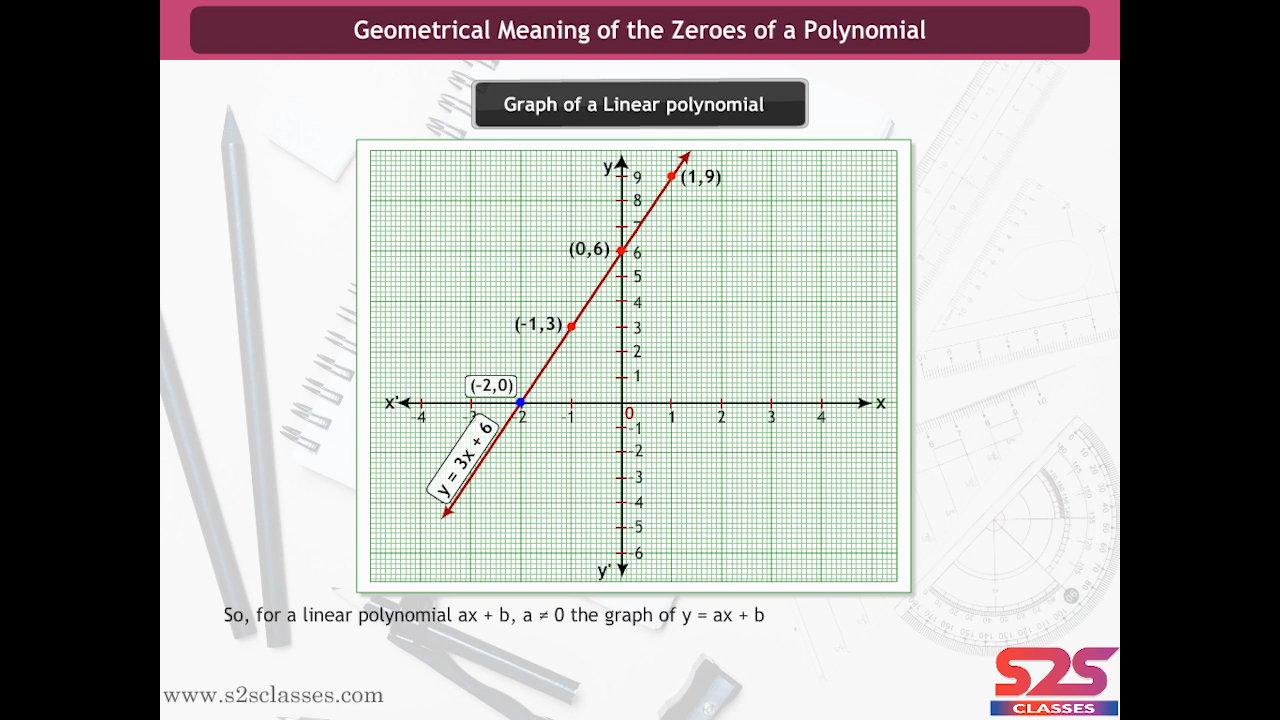 Geometrical Meaning of the Zeroes of a Polynomial
Graph of a Linear polynomial
y
9
(1,9)
8
7
(0,6)
6
5
4
(-1,3)
3
2
1
(-2,0)
x'
x
-4
-3
-2
-1
0
1
2
3
4
-1
-2
y = 3x + 6
-3
-4
-5
-6
y'
So, for a linear polynomial ax + b, a ≠ 0 the graph of y = ax + b
www.s2sclasses.com
S2S
CLASSES